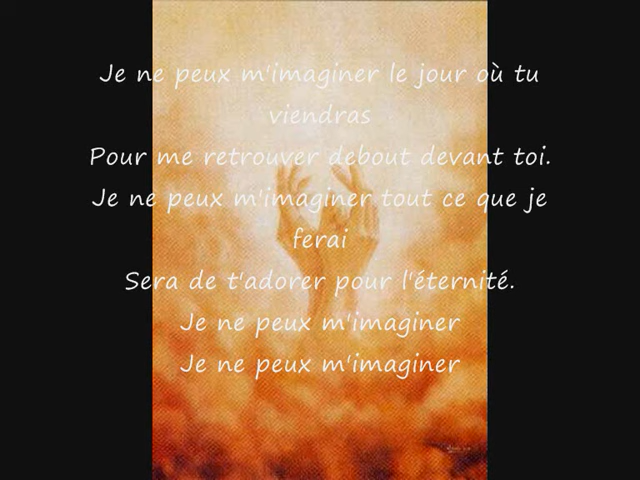 Je ne peux m'imaginer le jour où tu
viendras
Pour me retrouver debout devant toi.
Je ne peux m'imaginer tout ce que je
ferai
Sera de t'adorer pour l'éternité.
Je ne peux m'imaginer
Je ne peux m'imaginer